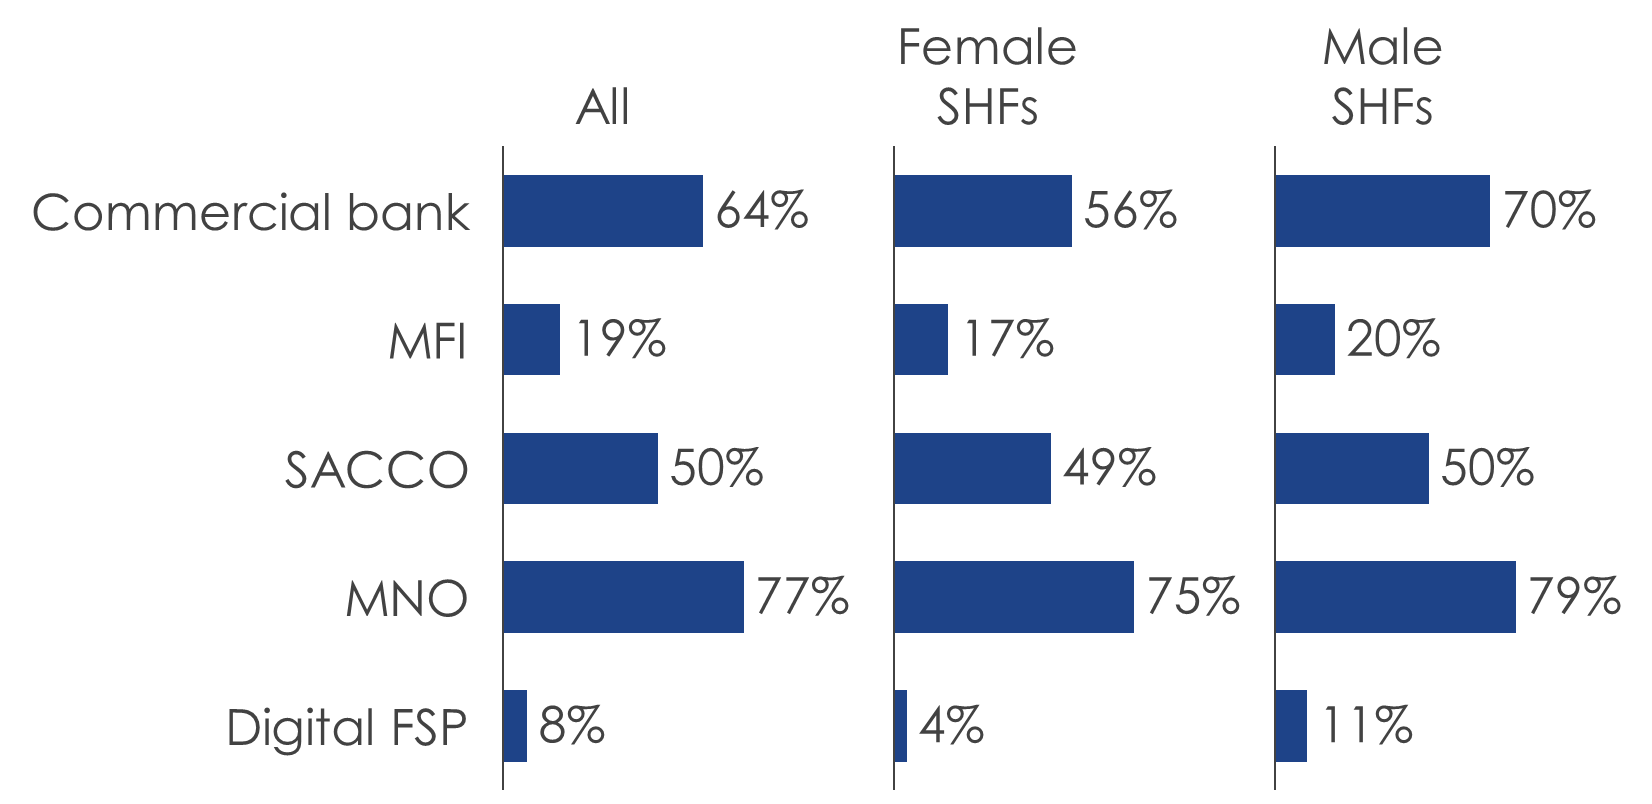 All
Female
SHFs
Male
SHFs
Commercial bank 64% 56% 70%
MFI 19% 17% 20%
SACCO 50% 49% 50%
MNO 77% 75% 79%
Digital FSP 8% 4% 11%